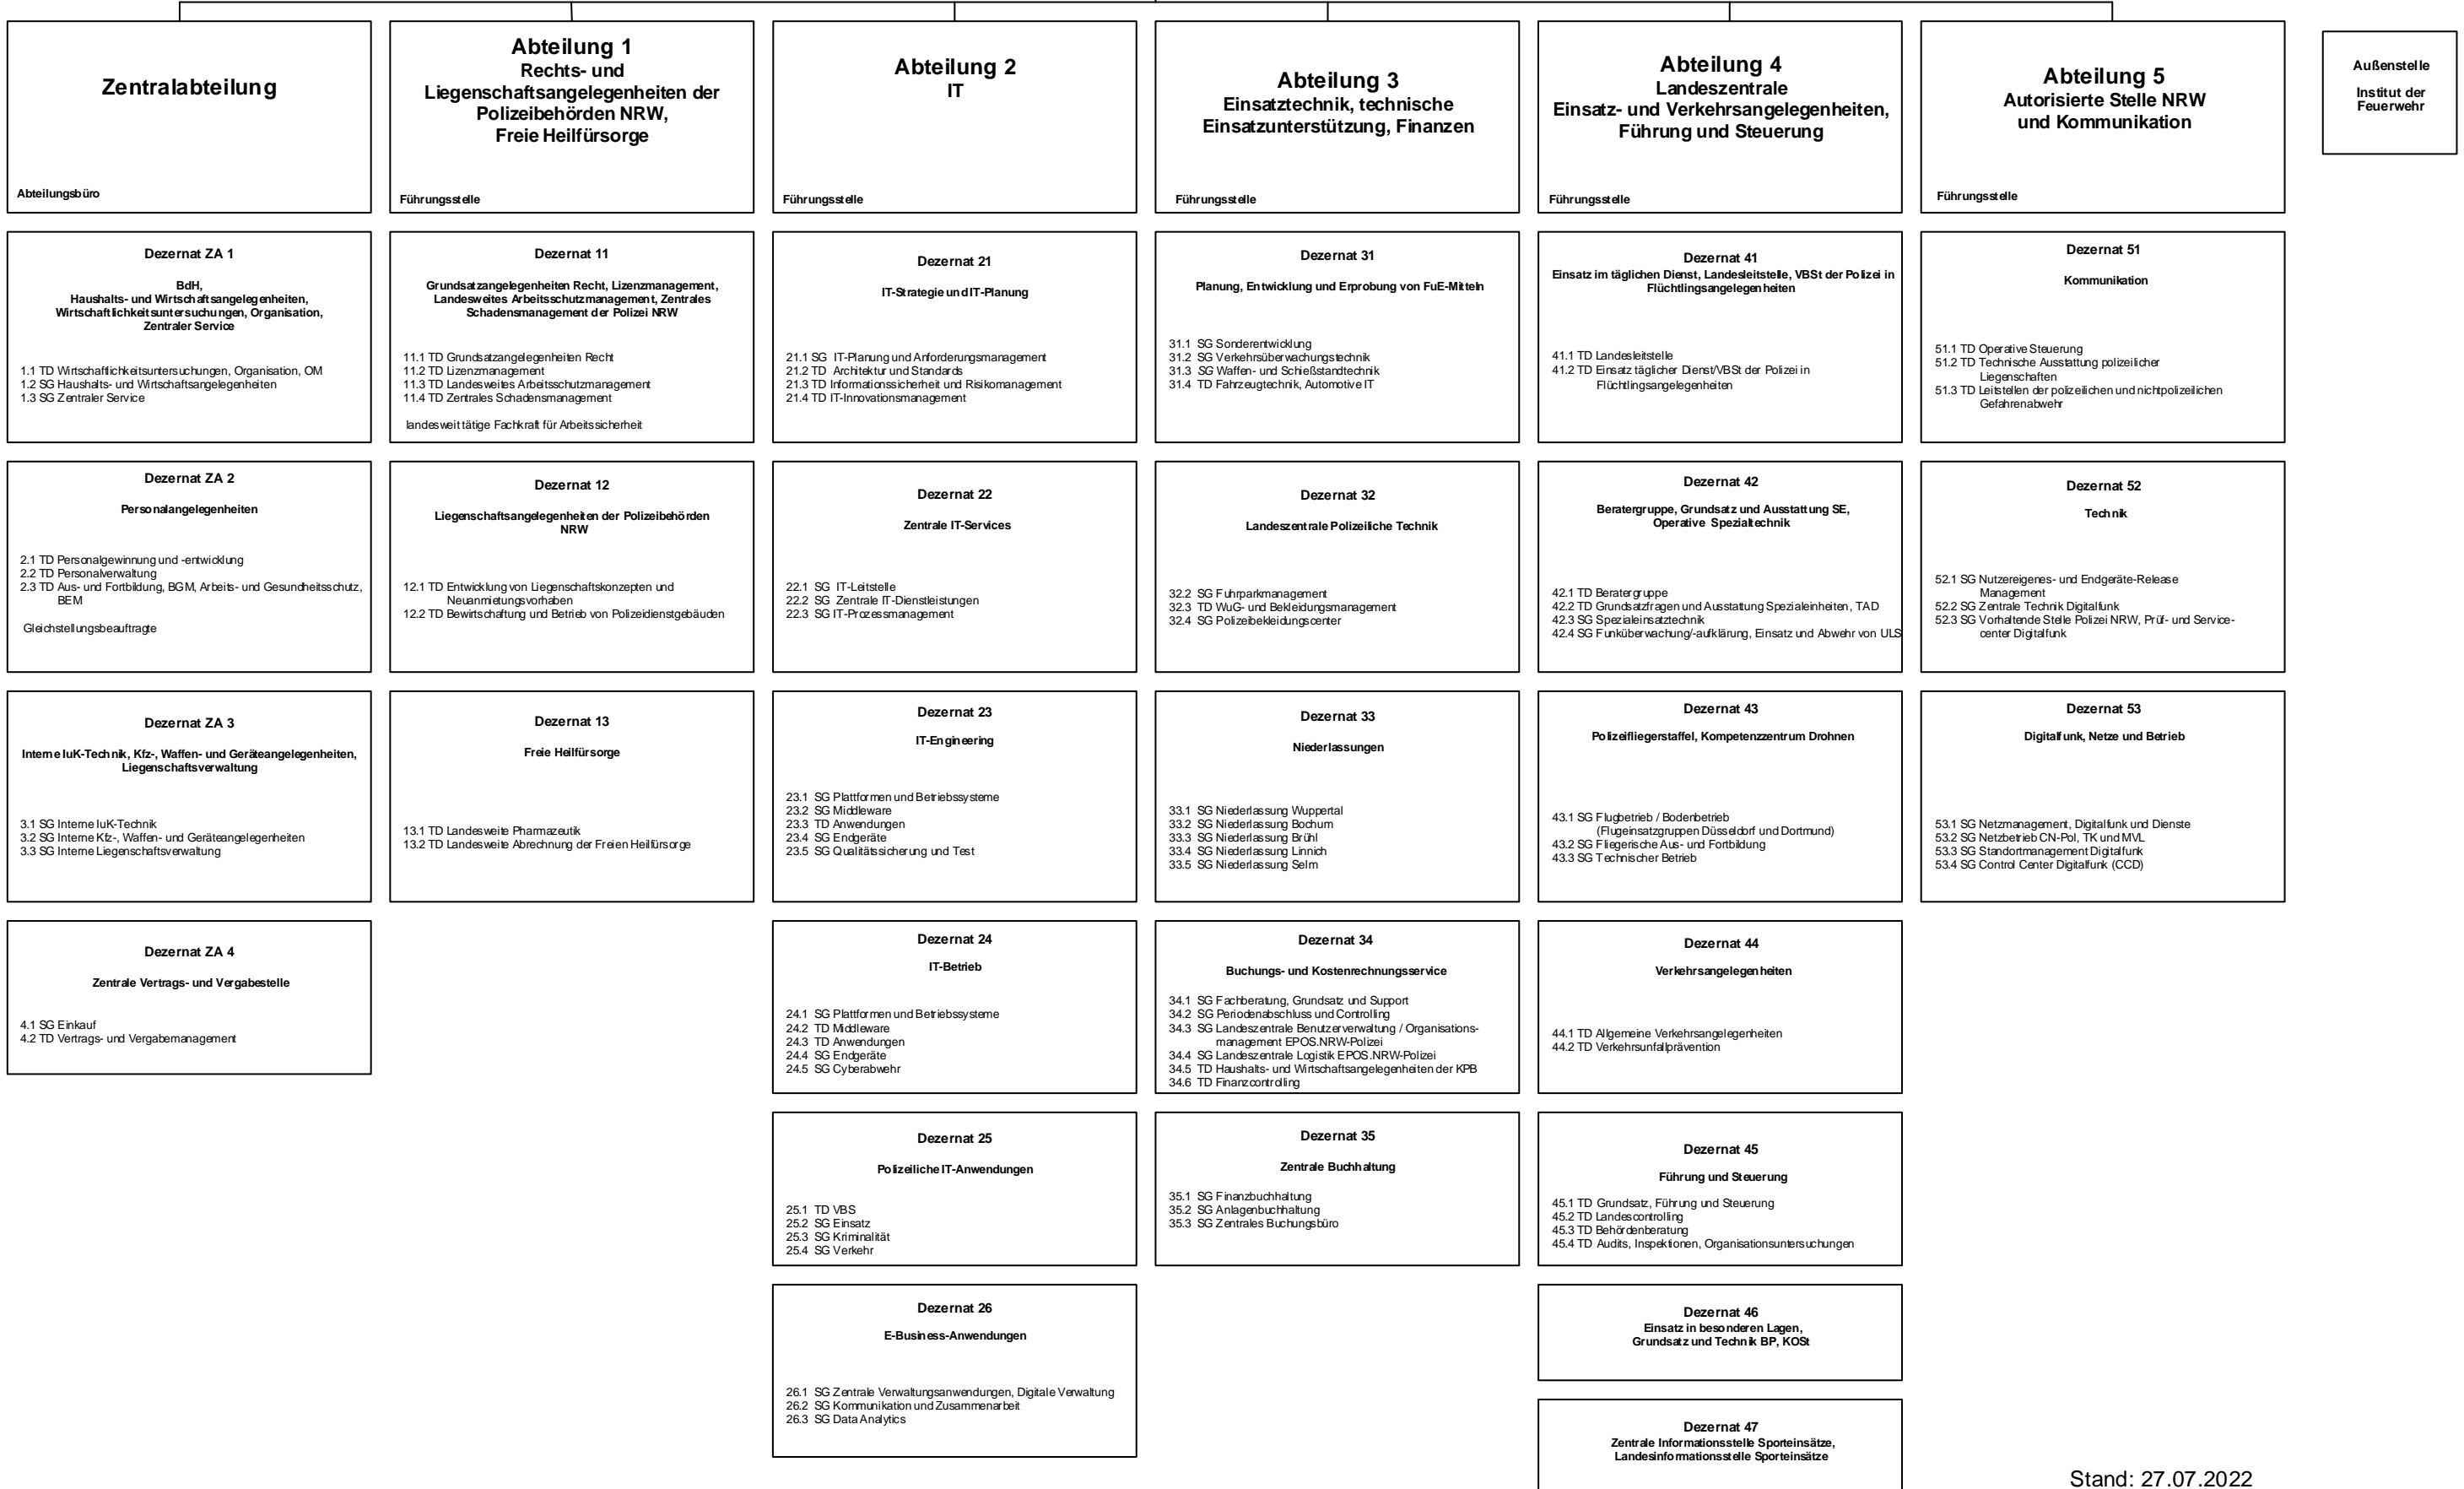 Zentralabteilung
Abteilungsbüro
Dezernat ZA 1
BdH,
Haushalts- und Wirtschaftsangelegenheiten,
Wirtschaftlichkeitsuntersuchungen, Organisation,
Zentraler Service
1.1 TD Wirtschaftlichkeitsuntersuchungen, Organisation, OM
1.2 SG Haushalts- und Wirtschaftsangelegenheiten
1.3 SG Zentraler Service
Dezernat ZA 2
Personalangelegenheiten
2.1 TD Personalgewinnung und -entwicklung
2.2 TD Personalverwaltung
2.3 TD Aus- und Fortbildung, BGM, Arbeits- und Gesundheitsschutz,
BEM
Gleichstellungsbeauftragte
Dezernat ZA 3
Interne IuK-Technik, Kfz-, Waffen- und Geräteangelegenheiten,
Liegenschaftsverwaltung
3.1 SG Interne IuK-Technik
3.2 SG Interne Kfz-, Waffen- und Geräteangelegenheiten
3.3 SG Interne Liegenschaftsverwaltung
Dezernat ZA 4
Zentrale Vertrags- und Vergabestelle
4.1 SG Einkauf
4.2 TD Vertrags- und Vergabemanagement
Abteilung 1
Rechts- und
Liegenschaftsangelegenheiten der
Polizeibehörden NRW,
Freie Heilfürsorge
Führungsstelle
Dezernat 11
Grundsatzangelegenheiten Recht, Lizenzmanagement,
Landesweites Arbeitsschutzmanagement, Zentrales
Schadensmanagement der Polizei NRW
11.1 TD Grundsatzangelegenheiten Recht
11.2 TD Lizenzmanagement
11.3 TD Landesweites Arbeitsschutzmanagement
11.4 TD Zentrales Schadensmanagement
landesweit tätige Fachkraft für Arbeitssicherheit
Dezernat 12
Liegenschaftsangelegenheiten der Polizeibehörden
NRW
12.1 TD Entwicklung von Liegenschaftskonzepten und
Neuanmietungsvorhaben
12.2 TD Bewirtschaftung und Betrieb von Polizeidienstgebäuden
Dezernat 13
Freie Heilfürsorge
13.1 TD Landesweite Pharmazeutik
13.2 TD Landesweite Abrechnung der Freien Heilfürsorge
Abteilung 2
IT
Führungsstelle
Dezernat 21
IT-Strategie und IT-Planung
21.1 SG IT-Planung und Anforderungsmanagement
21.2 TD Architektur und Standards
21.3 TD Informationssicherheit und Risikomanagement
21.4 TD IT-Innovationsmanagement
Dezernat 22
Zentrale IT-Services
22.1 SG IT-Leitstelle
22.2 SG Zentrale IT-Dienstleistungen
22.3 SG IT-Prozessmanagement
Dezernat 23
IT-Engineering
23.1 SG Plattformen und Betriebssysteme
23.2 SG Middleware
23.3 TD Anwendungen
23.4 SG Endgeräte
23.5 SG Qualitätssicherung und Test
Dezernat 24
IT-Betrieb
24.1 SG Plattformen und Betriebssysteme
24.2 TD Middleware
24.3 TD Anwendungen
24.4 SG Endgeräte
24.5 SG Cyberabwehr
Dezernat 25
Polizeiliche IT-Anwendungen
25.1 TD VBS
25.2 SG Einsatz
25.3 SG Kriminalität
25.4 SG Verkehr
Dezernat 26
E-Business-Anwendungen
26.1 SG Zentrale Verwaltungsanwendungen, Digitale Verwaltung
26.2 SG Kommunikation und Zusammenarbeit
26.3 SG Data Analytics
Abteilung 3
Einsatztechnik, technische
Einsatzunterstützung, Finanzen
Führungsstelle
Dezernat 31
Planung, Entwicklung und Erprobung von FuE-Mitteln
31.1 SG Sonderentwicklung
31.2 SG Verkehrsüberwachungstechnik
31.3 SG Waffen- und Schießstandtechnik
31.4 TD Fahrzeugtechnik, Automotive IT
Dezernat 32
Landeszentrale Polizeiliche Technik
32.2 SG Fuhrparkmanagement
32.3 TD WuG- und Bekleidungsmanagement
32.4 SG Polizeibekleidungscenter
Dezernat 33
Niederlassungen
33.1 SG Niederlassung Wuppertal
33.2 SG Niederlassung Bochum
33.3 SG Niederlassung Brühl
33.4 SG Niederlassung Linnich
33.5 SG Niederlassung Selm
Dezernat 34
Buchungs- und Kostenrechnungsservice
34.1 SG Fachberatung, Grundsatz und Support
34.2 SG Periodenabschluss und Controlling
34.3 SG Landeszentrale Benutzerverwaltung / Organisations-
management EPOS.NRW-Polizei
34.4 SG Landeszentrale Logistik EPOS.NRW-Polizei
34.5 TD Haushalts- und Wirtschaftsangelegenheiten der KPB
34.6 TD Finanzcontrolling
Dezernat 35
Zentrale Buchhaltung
35.1 SG Finanzbuchhaltung
35.2 SG Anlagenbuchhaltung
35.3 SG Zentrales Buchungsbüro
Abteilung 4
Landeszentrale
Einsatz- und Verkehrsangelegenheiten,
Führung und Steuerung
Führungsstelle
Dezernat 41
Einsatz im täglichen Dienst, Landesleitstelle, VBSt der Polizei in
Flüchtlingsangelegenheiten
41.1 TD Landesleitstelle
41.2 TD Einsatz täglicher Dienst/VBSt der Polizei in
Flüchtlingsangelegenheiten
Dezernat 42
Beratergruppe, Grundsatz und Ausstattung SE,
Operative Spezialtechnik
42.1 TD Beratergruppe
42.2 TD Grundsatzfragen und Ausstattung Spezialeinheiten, TAD
42.3 SG Spezialeinsatztechnik
42.4 SG Funküberwachung/-aufklärung, Einsatz und Abwehr von ULS
Dezernat 43
Polizeifliegerstaffel, Kompetenzzentrum Drohnen
43.1 SG Flugbetrieb / Bodenbetrieb
(Flugeinsatzgruppen Düsseldorf und Dortmund)
43.2 SG Fliegerische Aus- und Fortbildung
43.3 SG Technischer Betrieb
Dezernat 44
Verkehrsangelegenheiten
44.1 TD Allgemeine Verkehrsangelegenheiten
44.2 TD Verkehrsunfallprävention
Dezernat 45
Führung und Steuerung
45.1 TD Grundsatz, Führung und Steuerung
45.2 TD Landescontrolling
45.3 TD Behördenberatung
45.4 TD Audits, Inspektionen, Organisationsuntersuchungen
Dezernat 46
Einsatz in besonderen Lagen,
Grundsatz und Technik BP, KOSt
Dezernat 47
Zentrale Informationsstelle Sporteinsätze,
Landesinformationsstelle Sporteinsätze
Abteilung 5
Autorisierte Stelle NRW
und Kommunikation
Führungsstelle
Dezernat 51
Kommunikation
51.1 TD Operative Steuerung
51.2 TD Technische Ausstattung polizeilicher
Liegenschaften
51.3 TD Leitstellen der polizeilichen und nichtpolizeilichen
Gefahrenabwehr
Dezernat 52
Technik
52.1 SG Nutzereigenes- und Endgeräte-Release
Management
52.2 SG Zentrale Technik Digitalfunk
52.3 SG Vorhaltende Stelle Polizei NRW, Prüf- und Service-
center Digitalfunk
Dezernat 53
Digitalfunk, Netze und Betrieb
53.1 SG Netzmanagement, Digitalfunk und Dienste
53.2 SG Netzbetrieb CN-Pol, TK und MVL
53.3 SG Standortmanagement Digitalfunk
53.4 SG Control Center Digitalfunk (CCD)
Außenstelle
Institut der
Feuerwehr
Stand: 27.07.2022